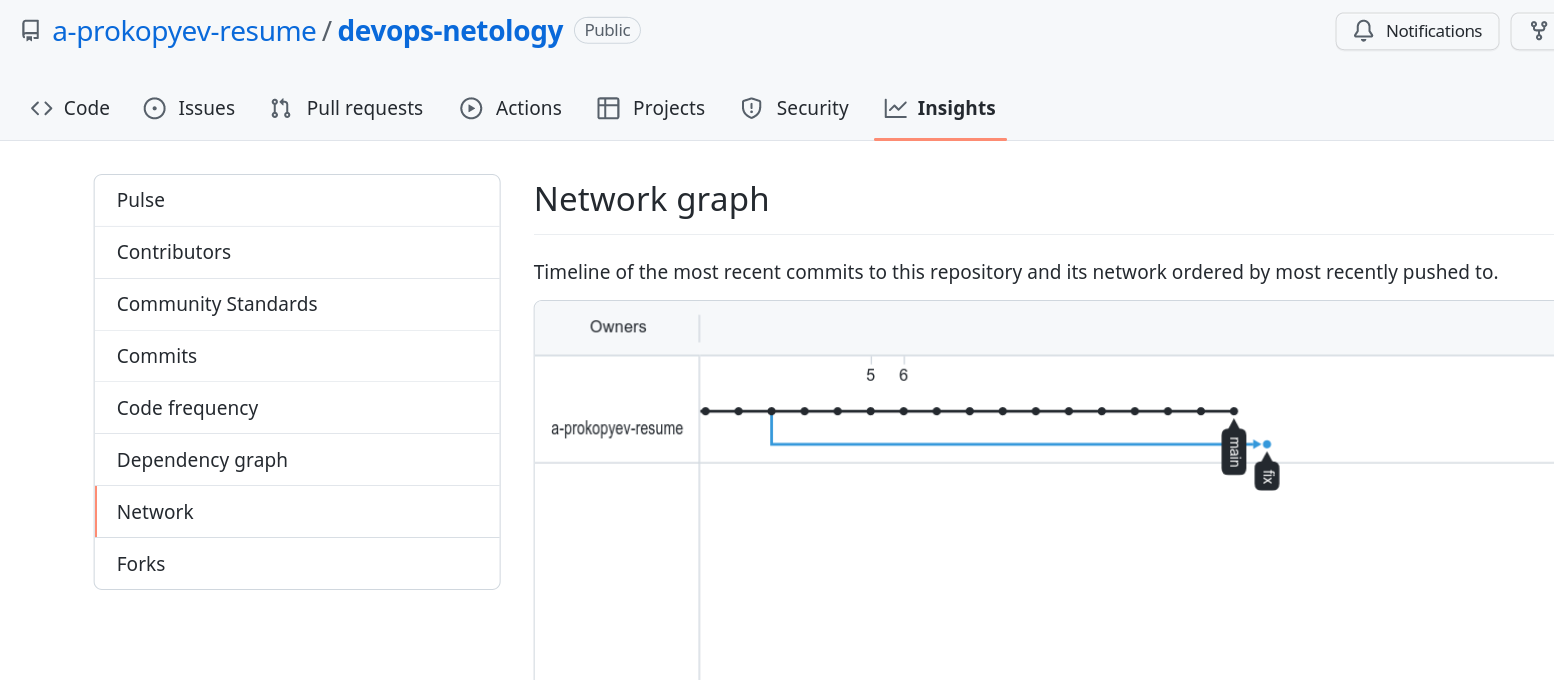 a-prokopyev-resume / devops-netology Public Notifications
Code Issues Pull requests Actions Projects Security Insights
Pulse
Contributors
Community Standards
Commits
Code frequency
Dependency graph
Network
Forks
Network graph
Timeline of the most recent commits to this repository and its network ordered by most recently pushed to.
Owners
5 6
a-prokopyev-resume
main
fix